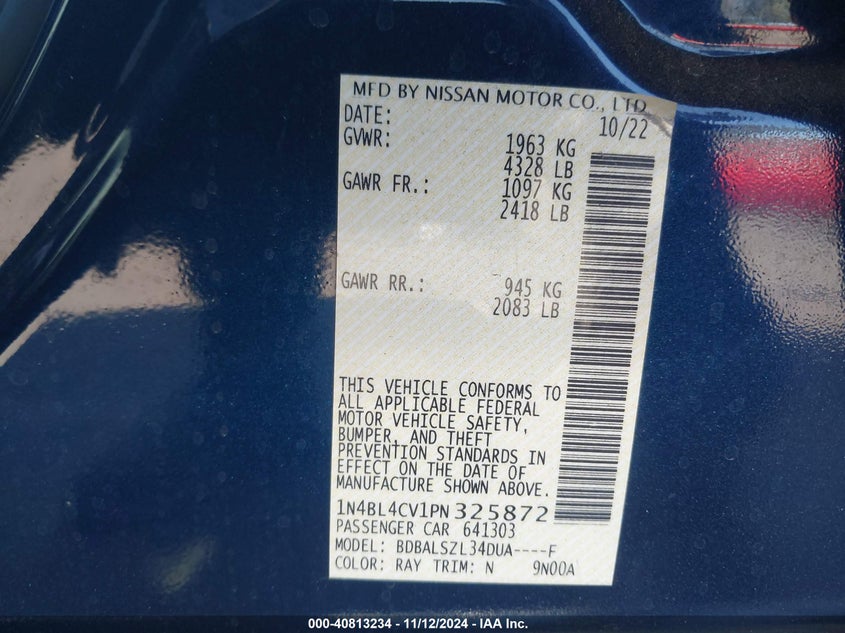 MFD BY NISSAN MOTOR CO., LTD.
DATE: 10/22
GVWR: 1963 KG
4328 LB
GAWR FR.: 1097 KG
2418 LB
GAWR RR.: 945 KG
2083 LB
THIS VEHICLE CONFORMS TO
ALL APPLICABLE FEDERAL
MOTOR VEHICLE SAFETY,
BUMPER, AND THEFT
PREVENTION STANDARDS IN
EFFECT ON THE DATE OF
MANUFACTURE SHOWN ABOVE.
1N4BL4CV1PN325872
PASSENGER CAR 641303
MODEL: BDBALSZL34DUA----F
COLOR: RAY TRIM: N 9N00A
000-40813234 - 11/12/2024 - IAA Inc.